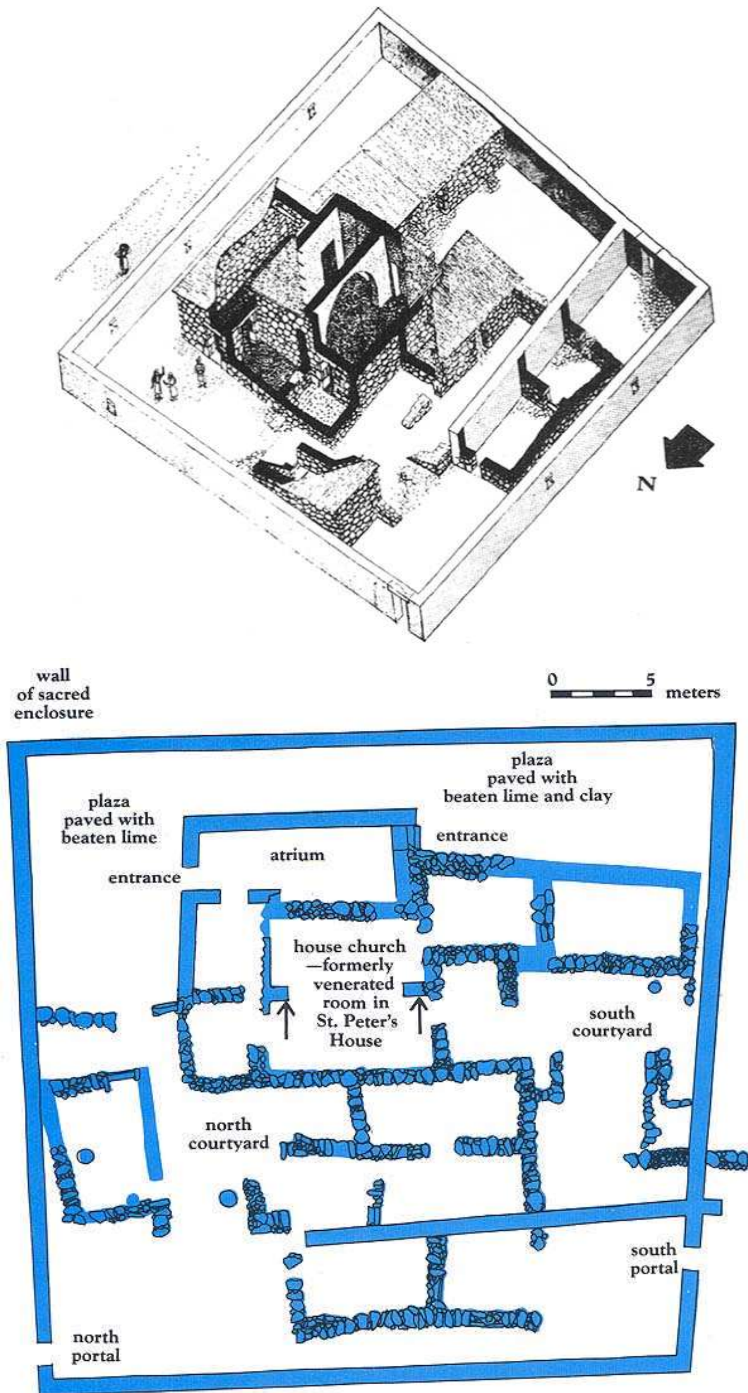 N
wall
of sacred
enclosure
0 5
meters
plaza
paved with
beaten lime
plaza
paved with
beaten lime and clay
entrance
atrium
entrance
house church
—formerly
venerated
room in
St. Peter's
House
south
courtyard
north
courtyard
south
portal
north
portal